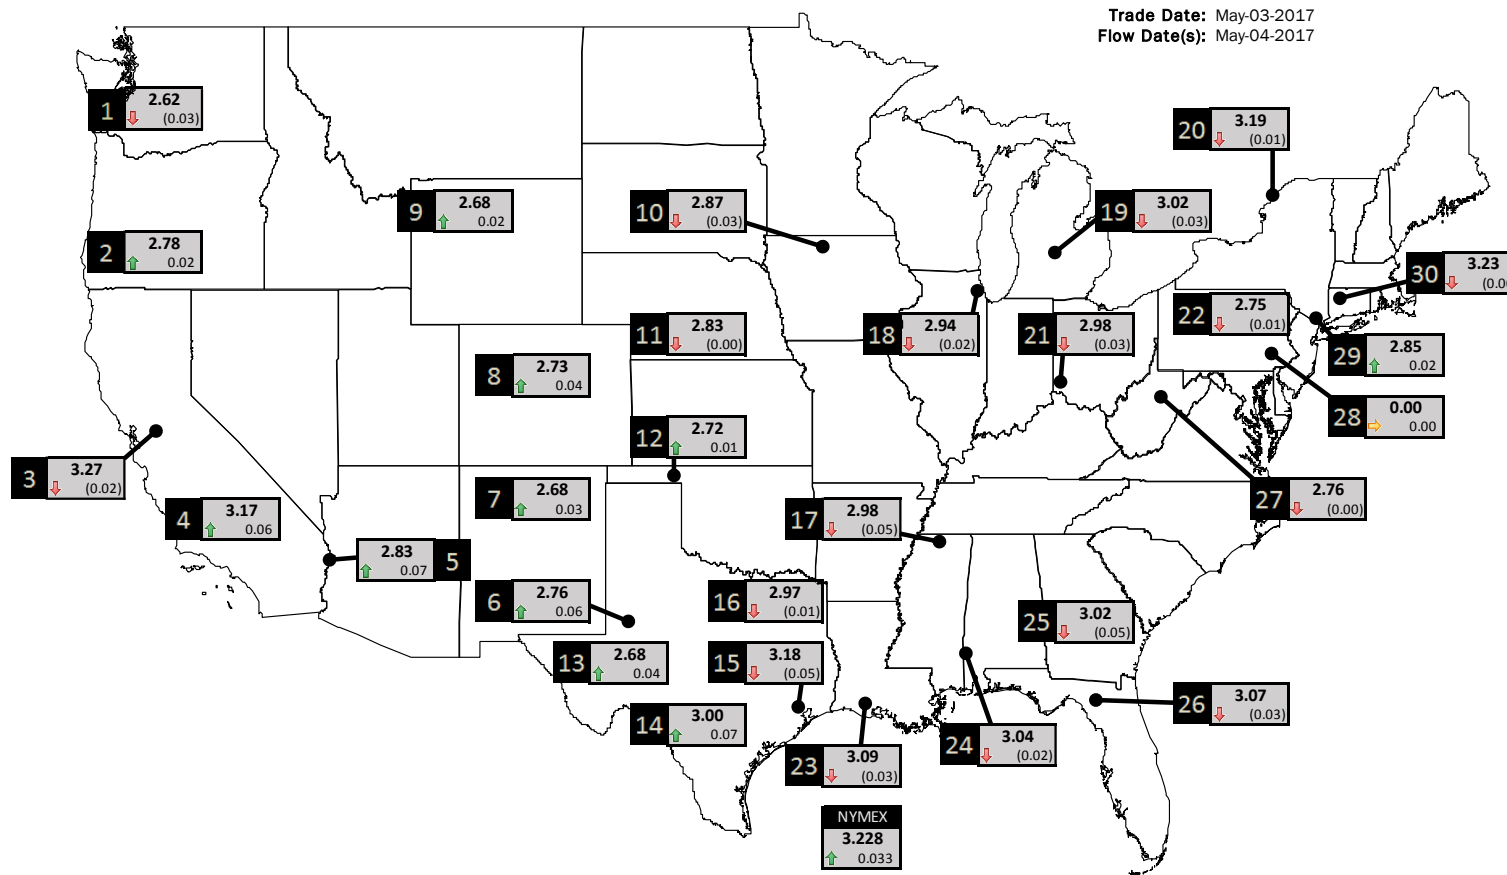 Trade Date: May-03-2017
Flow Date(s): May-04-2017
1 2.62 (0.03)
2 2.78 0.02
3 3.27 (0.02)
4 3.17 0.06
2.83 0.07 5
6 2.76 0.06
7 2.68 0.03
8 2.73 0.04
9 2.68 0.02
10 2.87 (0.03)
11 2.83 (0.00)
12 2.72 0.01
13 2.68 0.04
14 3.00 0.07
15 3.18 (0.05)
16 2.97 (0.01)
17 2.98 (0.05)
18 2.94 (0.02)
19 3.02 (0.03)
20 3.19 (0.01)
21 2.98 (0.03)
22 2.75 (0.01)
23 3.09 (0.03)
24 3.04 (0.02)
25 3.02 (0.05)
26 3.07 (0.03)
27 2.76 (0.00)
28 0.00 0.00
29 2.85 0.02
30 3.23
NYMEX
3.228
0.033